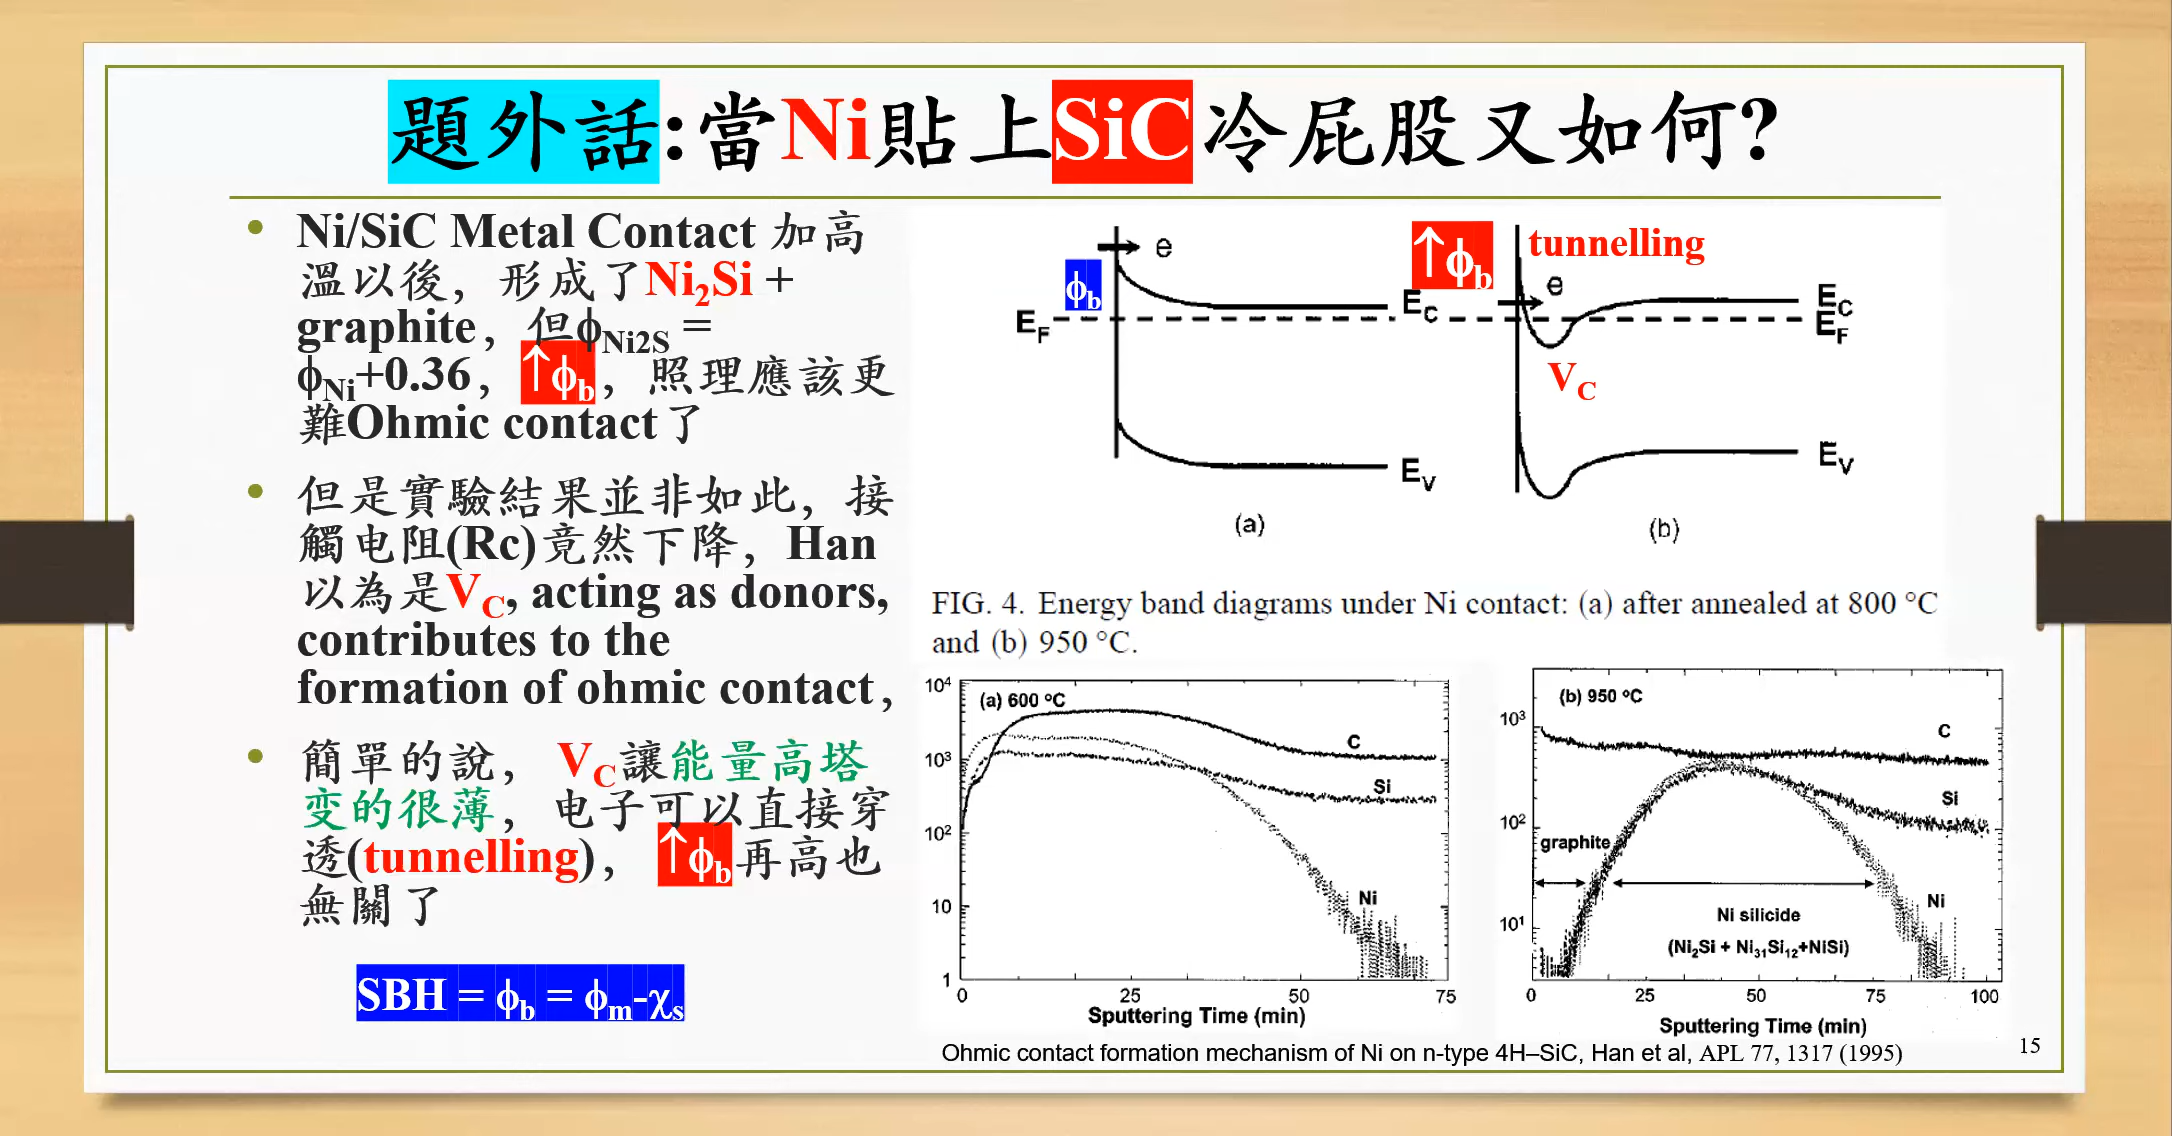 題外話:當Ni貼上SiC冷屁股又如何?
• Ni/SiC Metal Contact 加高
溫以後，形成了Ni₂Si +
graphite，但ϕNi2S =
ϕNi+0.36，↑ϕb，照理應該更
難Ohmic contact了
• 但是實驗結果並非如此，接
觸电阻(Rc)竟然下降，Han
以為是VC, acting as donors,
contributes to the
formation of ohmic contact，
• 簡單的說， VC讓能量高塔
变的很薄，电子可以直接穿
透(tunnelling)， ↑ϕb再高也
無關了
SBH = ϕb = ϕm-χs
e
ϕb
EF
EC
EV
(a)
↑ϕb
tunnelling
e
EC
EF
VC
EV
(b)
FIG. 4. Energy band diagrams under Ni contact: (a) after annealed at 800 °C
and (b) 950 °C.
(a) 600 °C
10⁴
10³
10²
10
1
C
Si
Ni
0 25 50 75
Sputtering Time (min)
(b) 950 °C
10³
10²
10¹
C
Si
graphite
Ni
Ni silicide
(Ni₂Si + Ni₃₁Si₁₂+NiSi)
0 25 50 75 100
Sputtering Time (min)
Ohmic contact formation mechanism of Ni on n-type 4H–SiC, Han et al, APL 77, 1317 (1995)
15